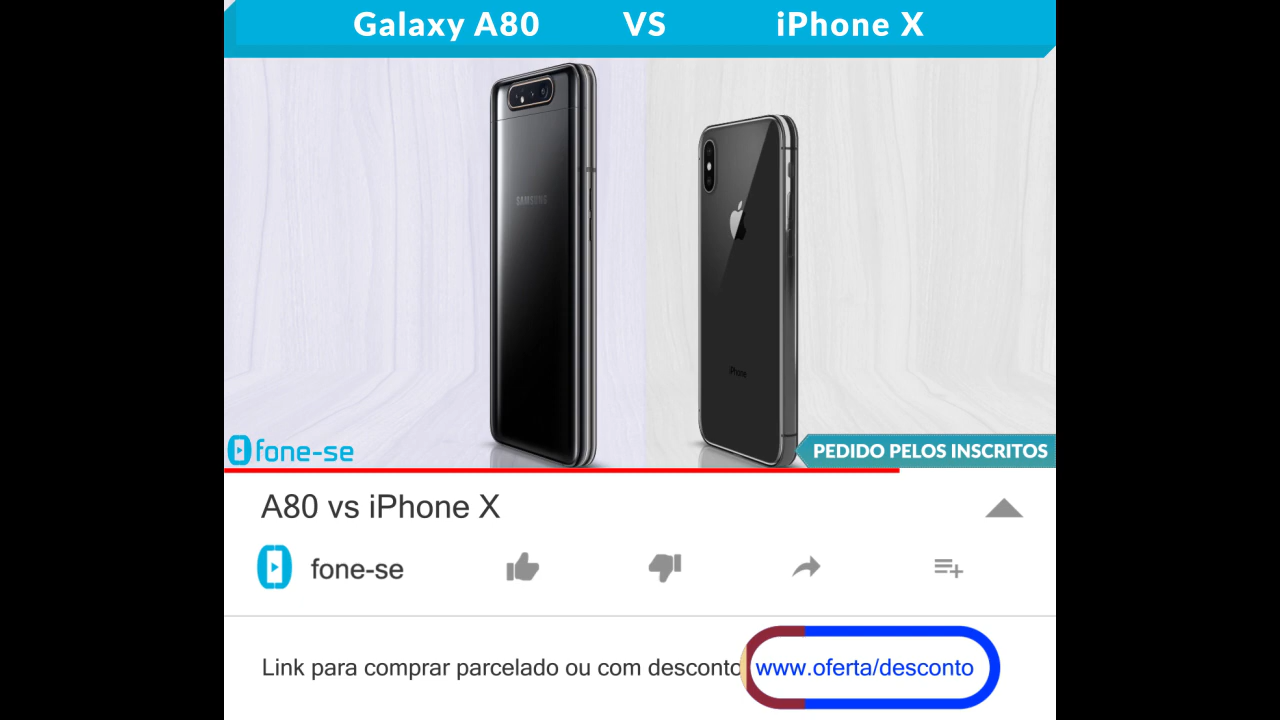 Galaxy A80 VS iPhone X
SAMSUNG
iPhone
fone-se
PEDIDO PELOS INSCRITOS
A80 vs iPhone X
fone-se
Link para comprar parcelado ou com desconto www.oferta/desconto